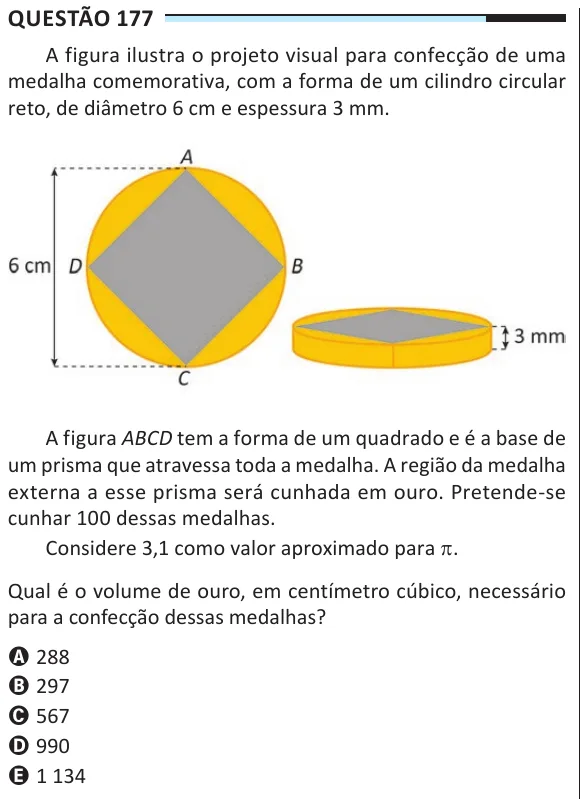 QUESTÃO 177
A figura ilustra o projeto visual para confecção de uma
medalha comemorativa, com a forma de um cilindro circular
reto, de diâmetro 6 cm e espessura 3 mm.
A
6 cm
D
B
3 mm
C
A figura ABCD tem a forma de um quadrado e é a base de
um prisma que atravessa toda a medalha. A região da medalha
externa a esse prisma será cunhada em ouro. Pretende-se
cunhar 100 dessas medalhas.
Considere 3,1 como valor aproximado para π.
Qual é o volume de ouro, em centímetro cúbico, necessário
para a confecção dessas medalhas?
A 288
B 297
C 567
D 990
E 1 134